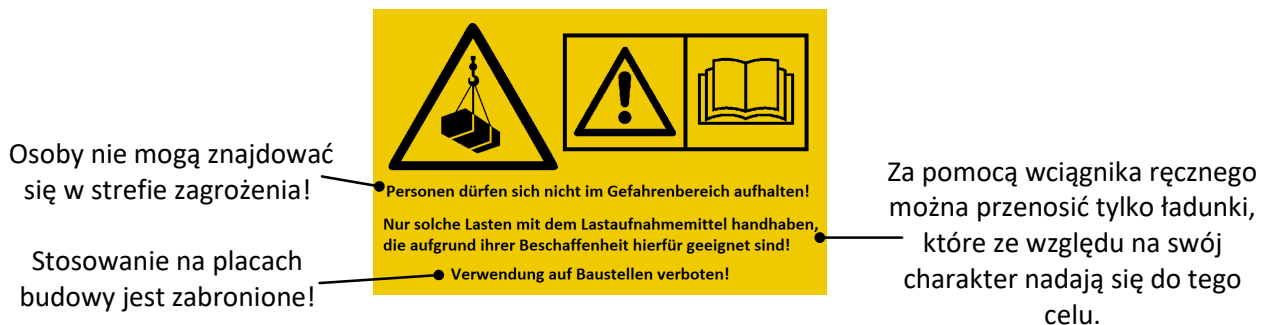 Osoby nie mogą znajdować
się w strefie zagrożenia!
Stosowanie na placach
budowy jest zabronione!
Personen dürfen sich nicht im Gefahrenbereich aufhalten!
Nur solche Lasten mit dem Lastaufnahmemittel handhaben,
die aufgrund ihrer Beschaffenheit hierfür geeignet sind!
Verwendung auf Baustellen verboten!
Za pomocą wciągnika ręcznego
można przenosić tylko ładunki,
które ze względu na swój
charakter nadają się do tego
celu.